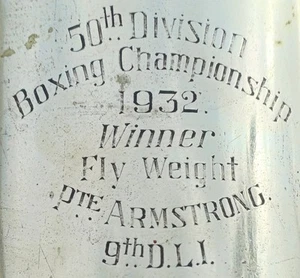 50th Division
Boxing Championship
1932.
Winner
Fly Weight
PTE ARMSTRONG.
9th D.L.I.